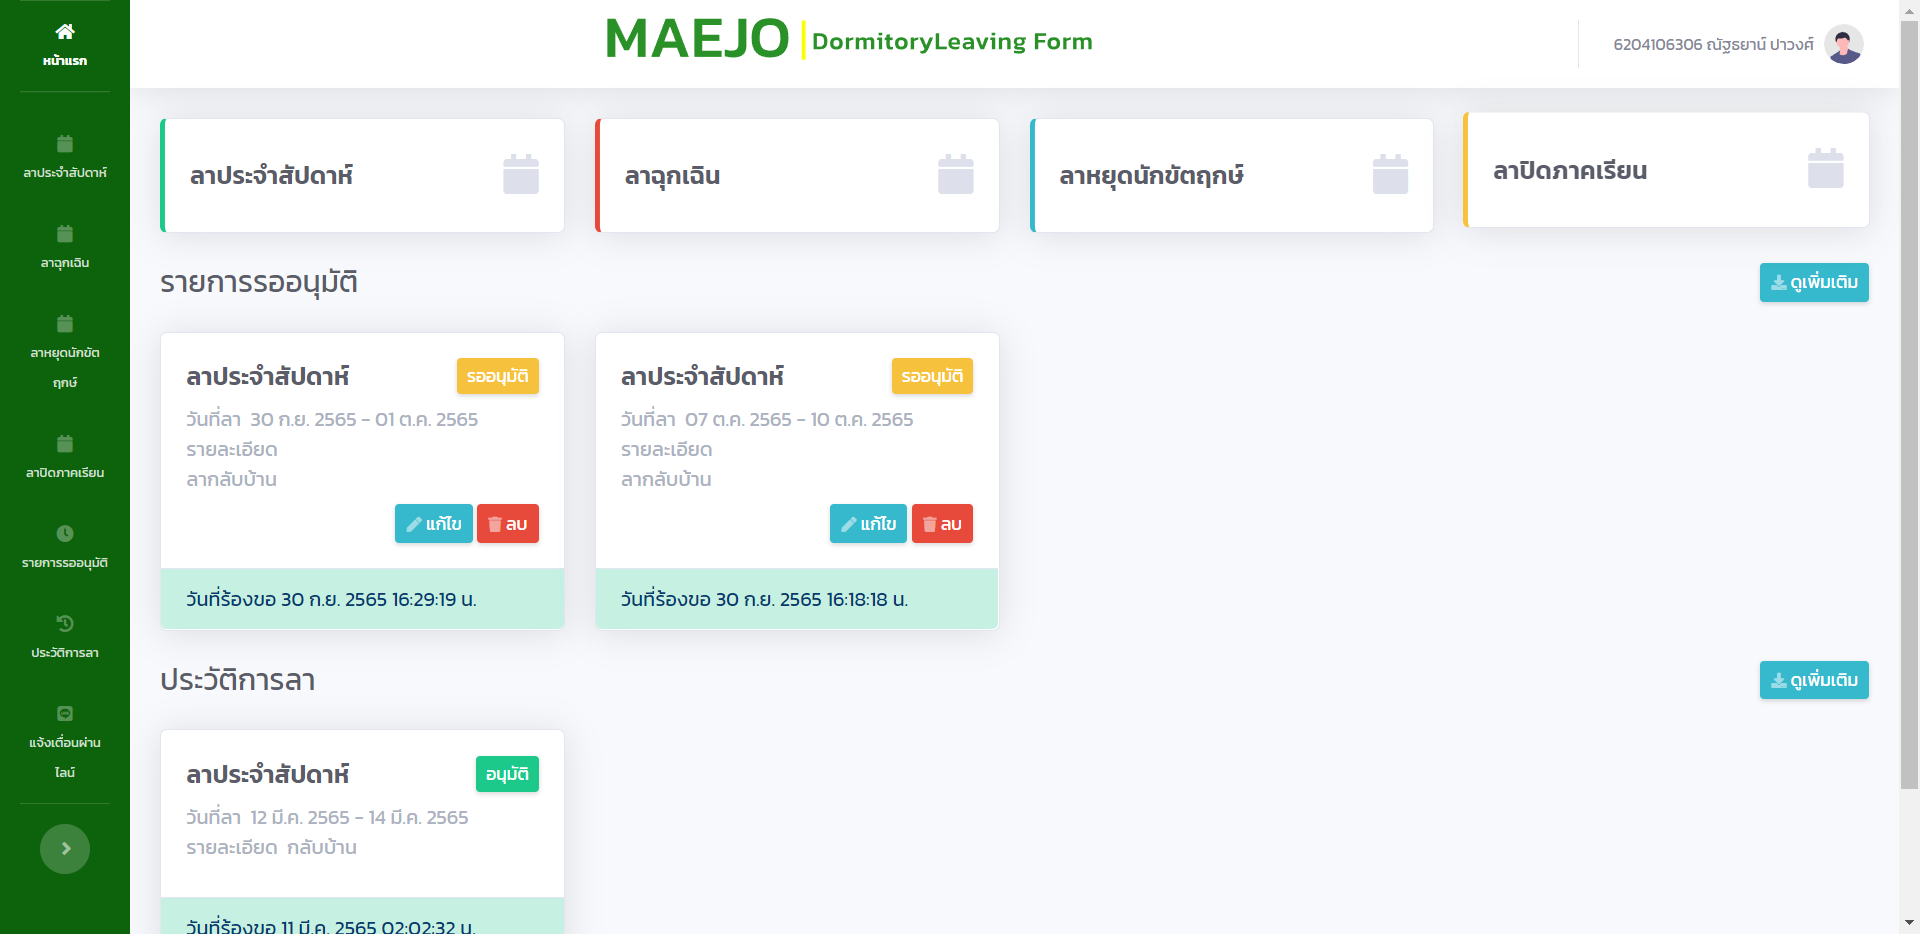 หน้าแรก
ลาประจำสัปดาห์
ลาฉุกเฉิน
ลาหยุดนักขัต
ฤกษ์
ลาปิดภาคเรียน
รายการรออนุมัติ
ประวัติการลา
แจ้งเตื่อนผ่าน
ไลน์
MAEJO DormitoryLeaving Form
6204106306 ณัฐธยาน์ ปาวงศ์
ลาประจำสัปดาห์
ลาฉุกเฉิน
ลาหยุดนักขัตฤกษ์
ลาปิดภาคเรียน
รายการรออนุมัติ
ดูเพิ่มเติม
ลาประจำสัปดาห์
รออนุมัติ
วันที่ลา 30 ก.ย. 2565 - 01 ต.ค. 2565
รายละเอียด
ลากลับบ้าน
แก้ไข
ลบ
วันที่ร้องขอ 30 ก.ย. 2565 16:29:19 น.
ลาประจำสัปดาห์
รออนุมัติ
วันที่ลา 07 ต.ค. 2565 - 10 ต.ค. 2565
รายละเอียด
ลากลับบ้าน
แก้ไข
ลบ
วันที่ร้องขอ 30 ก.ย. 2565 16:18:18 น.
ประวัติการลา
ดูเพิ่มเติม
ลาประจำสัปดาห์
อนุมัติ
วันที่ลา 12 มี.ค. 2565 - 14 มี.ค. 2565
รายละเอียด กลับบ้าน
วันที่ร้องขอ 11 มี.ค. 2565 02:02:32 น.